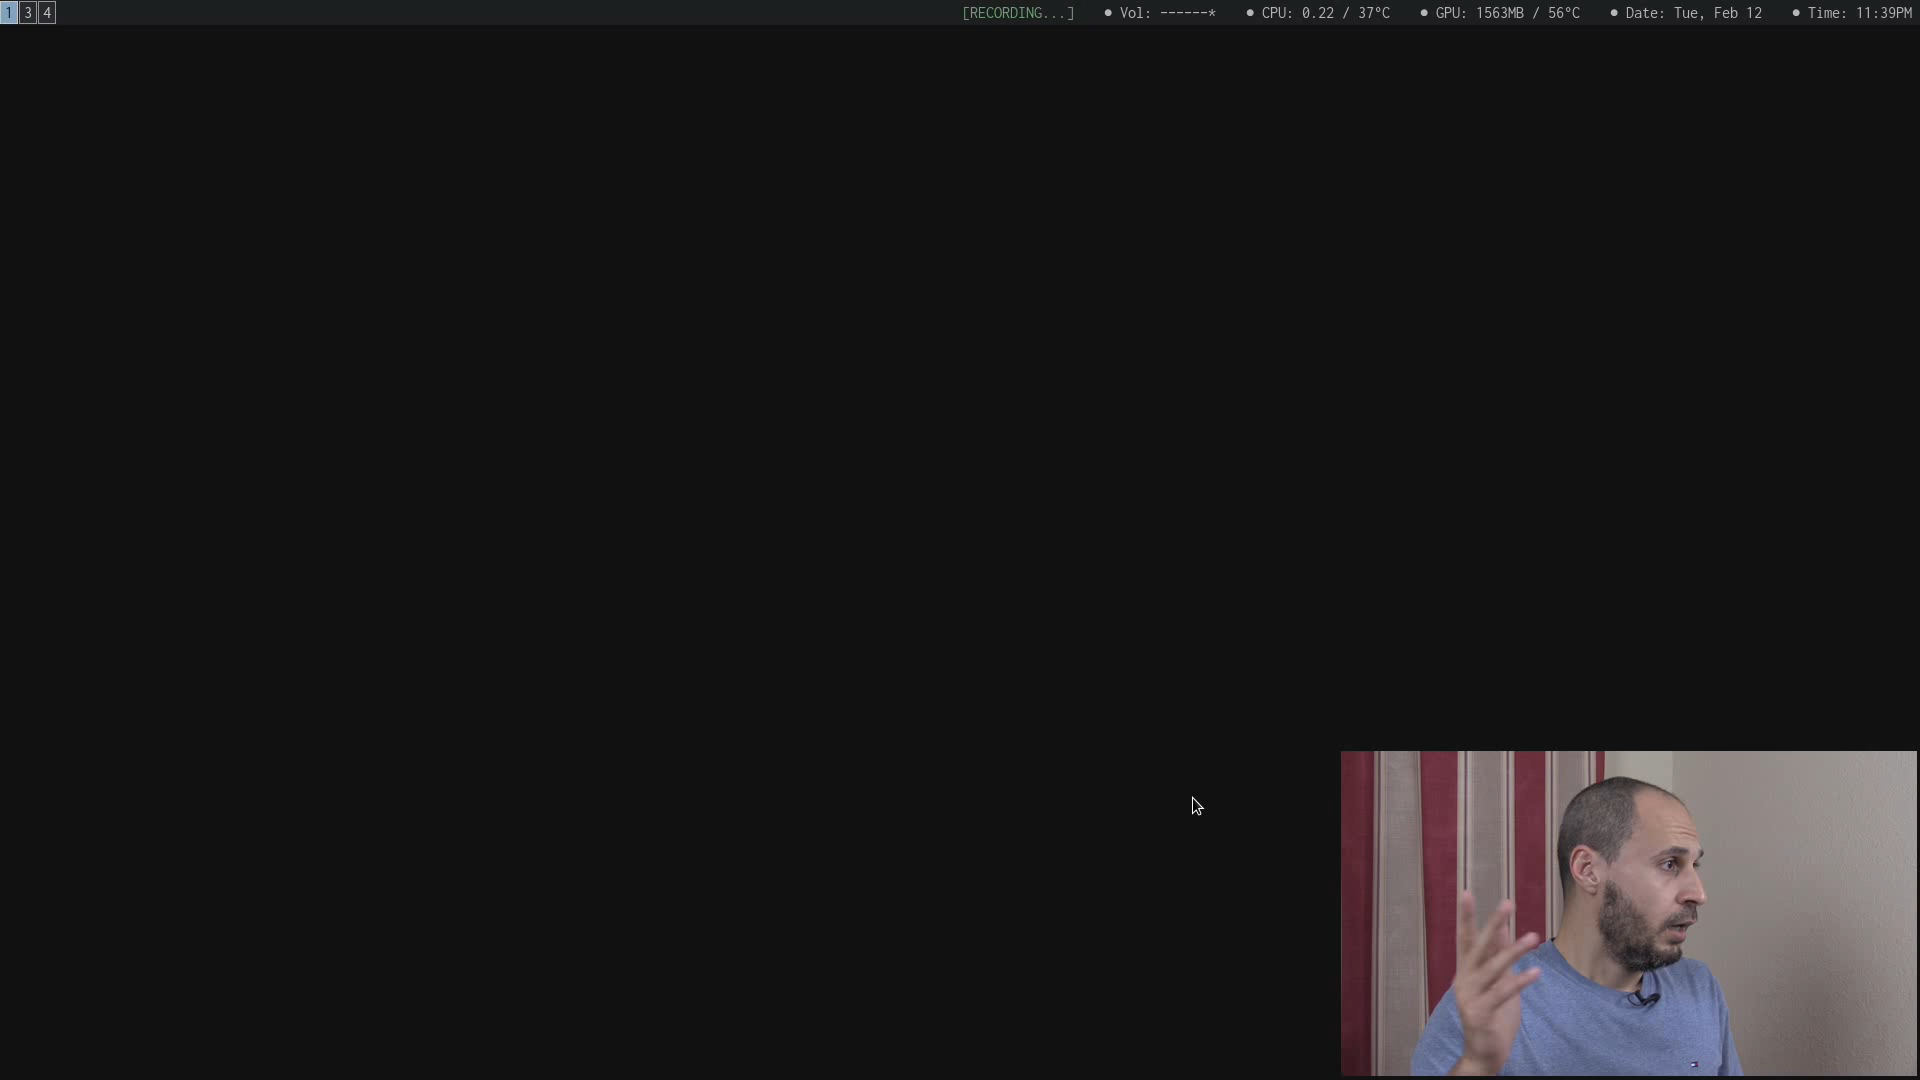 1 3 4 [RECORDING...] ● Vol: ------* ● CPU: 0.22 / 37°C ● GPU: 1563MB / 56°C ● Date: Tue, Feb 12 ● Time: 11:39PM